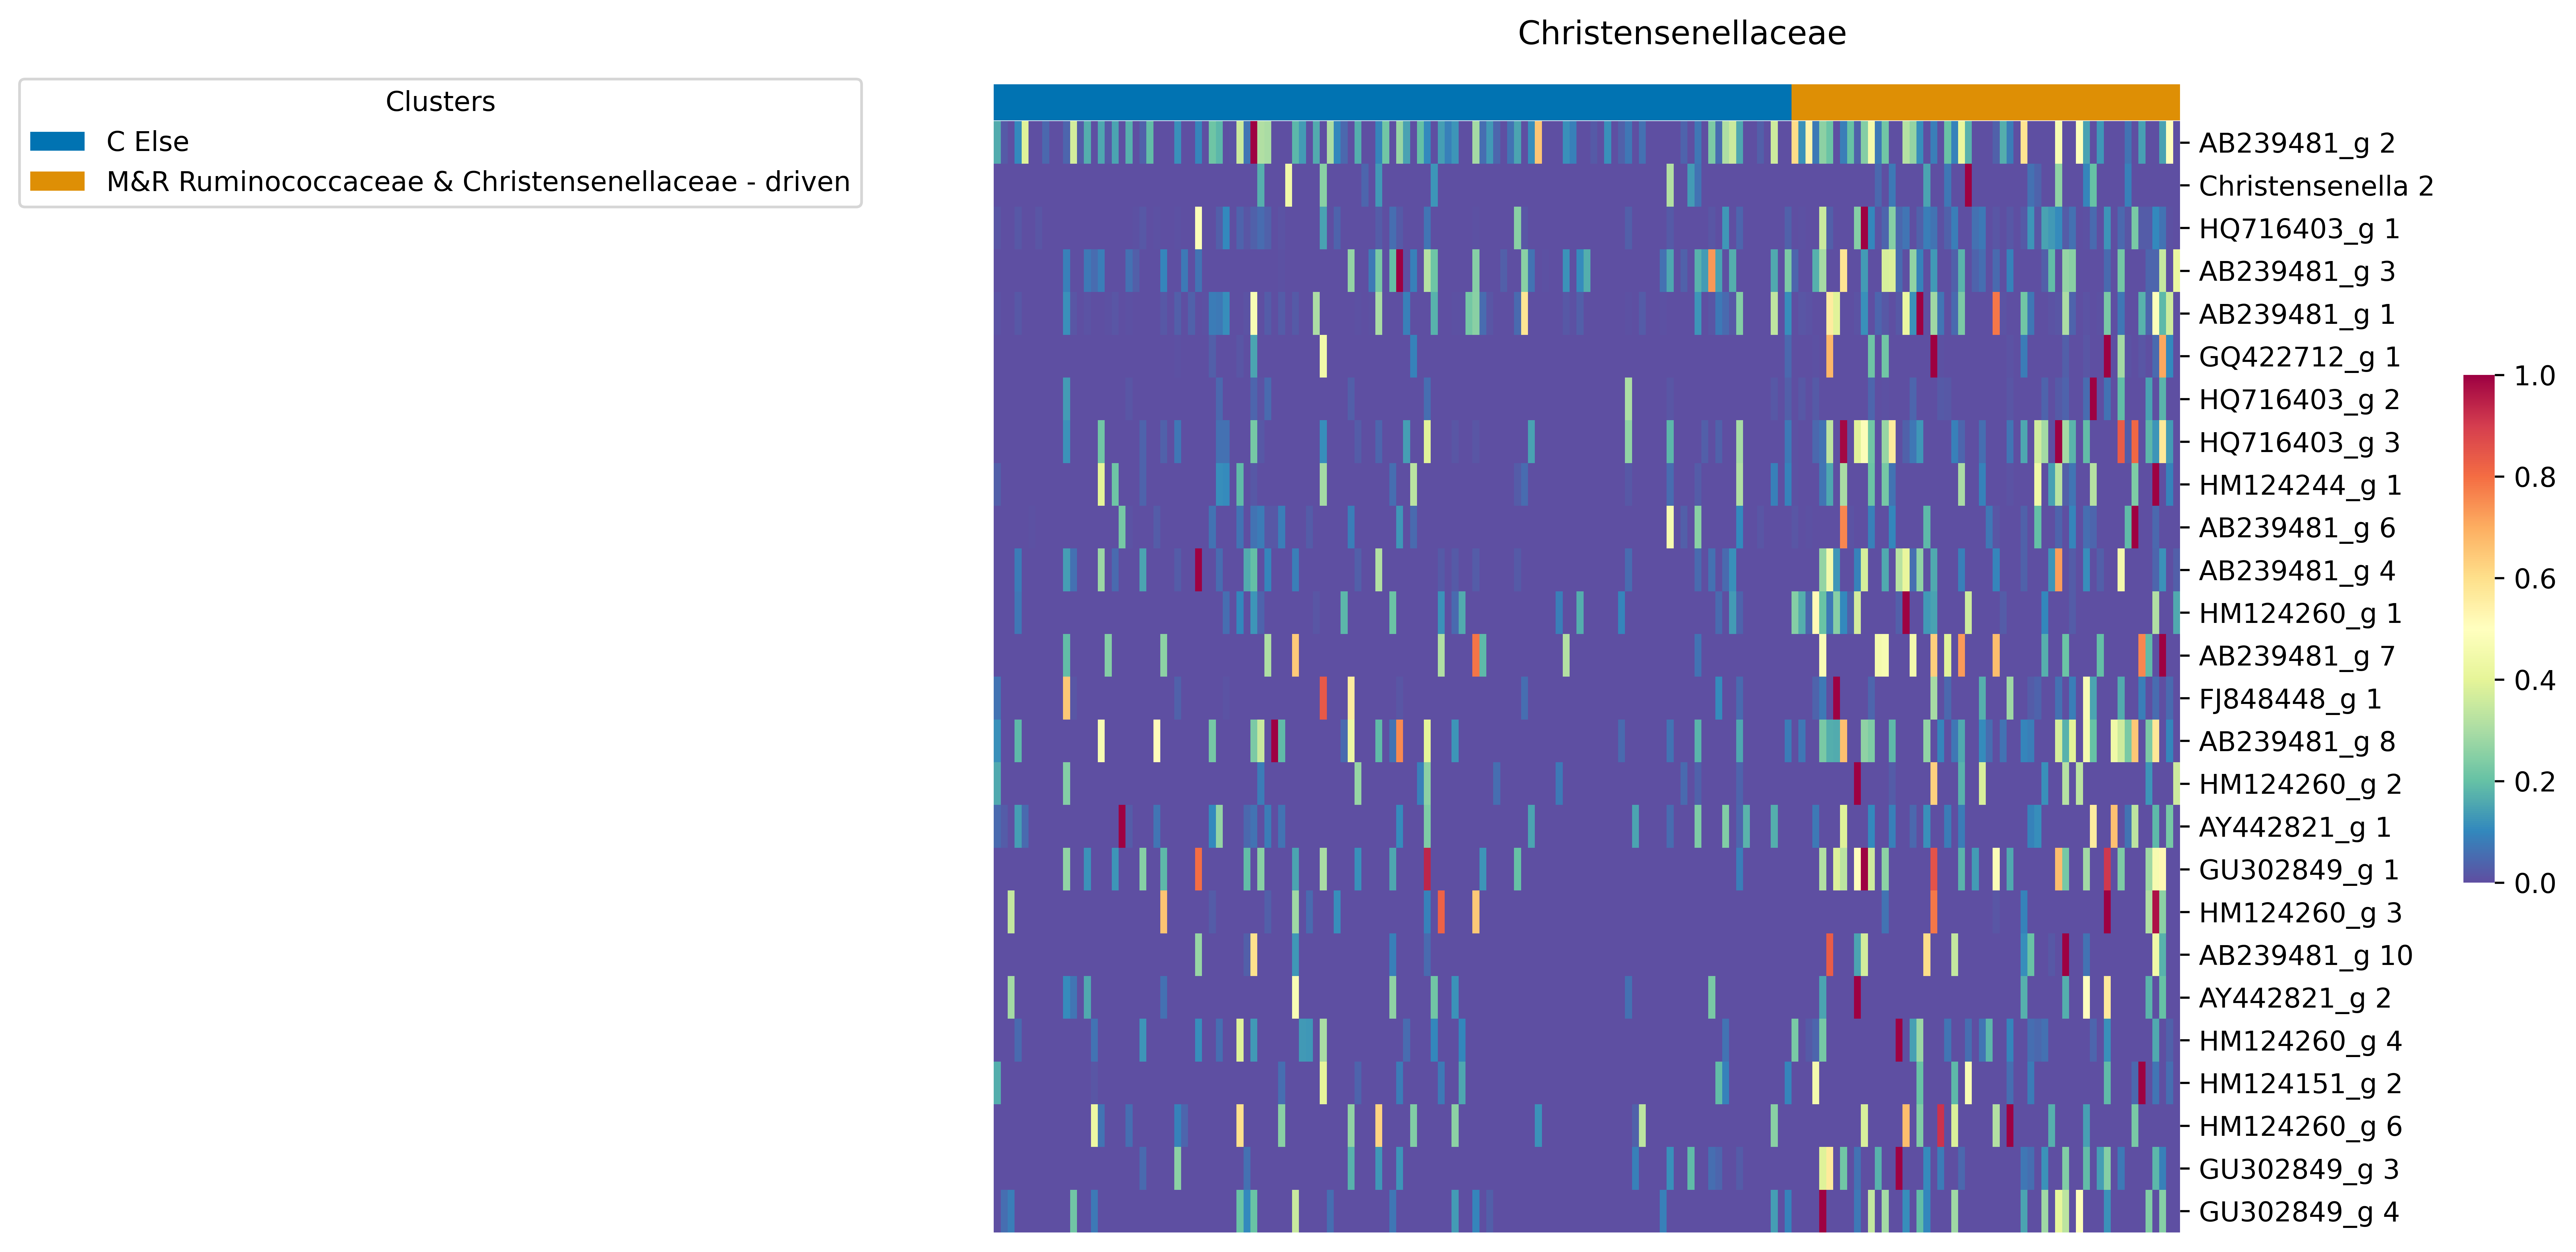 Christensenellaceae
Clusters
C Else
M&R Ruminococcaceae & Christensenellaceae - driven
AB239481_g 2
Christensenella 2
HQ716403_g 1
AB239481_g 3
AB239481_g 1
GQ422712_g 1
HQ716403_g 2
HQ716403_g 3
HM124244_g 1
AB239481_g 6
AB239481_g 4
HM124260_g 1
AB239481_g 7
FJ848448_g 1
AB239481_g 8
HM124260_g 2
AY442821_g 1
GU302849_g 1
HM124260_g 3
AB239481_g 10
AY442821_g 2
HM124260_g 4
HM124151_g 2
HM124260_g 6
GU302849_g 3
GU302849_g 4
1.0
0.8
0.6
0.4
0.2
0.0